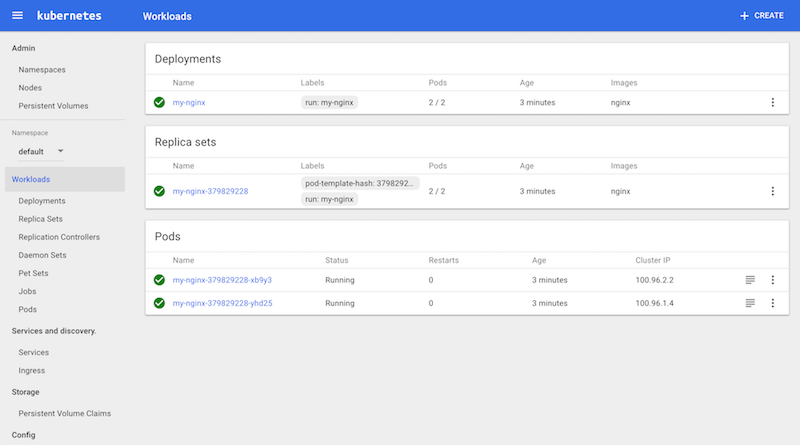 kubernetes
Workloads
+ CREATE
Admin
Namespaces
Nodes
Persistent Volumes
Namespace
default
Workloads
Deployments
Replica Sets
Replication Controllers
Daemon Sets
Pet Sets
Jobs
Pods
Services and discovery.
Services
Ingress
Storage
Persistent Volume Claims
Config
Deployments
Name Labels Pods Age Images
my-nginx run: my-nginx 2 / 2 3 minutes nginx
Replica sets
Name Labels Pods Age Images
my-nginx-379829228 pod-template-hash: 3798292... 2 / 2 3 minutes nginx
run: my-nginx
Pods
Name Status Restarts Age Cluster IP
my-nginx-379829228-xb9y3 Running 0 3 minutes 100.96.2.2
my-nginx-379829228-yhd25 Running 0 3 minutes 100.96.1.4